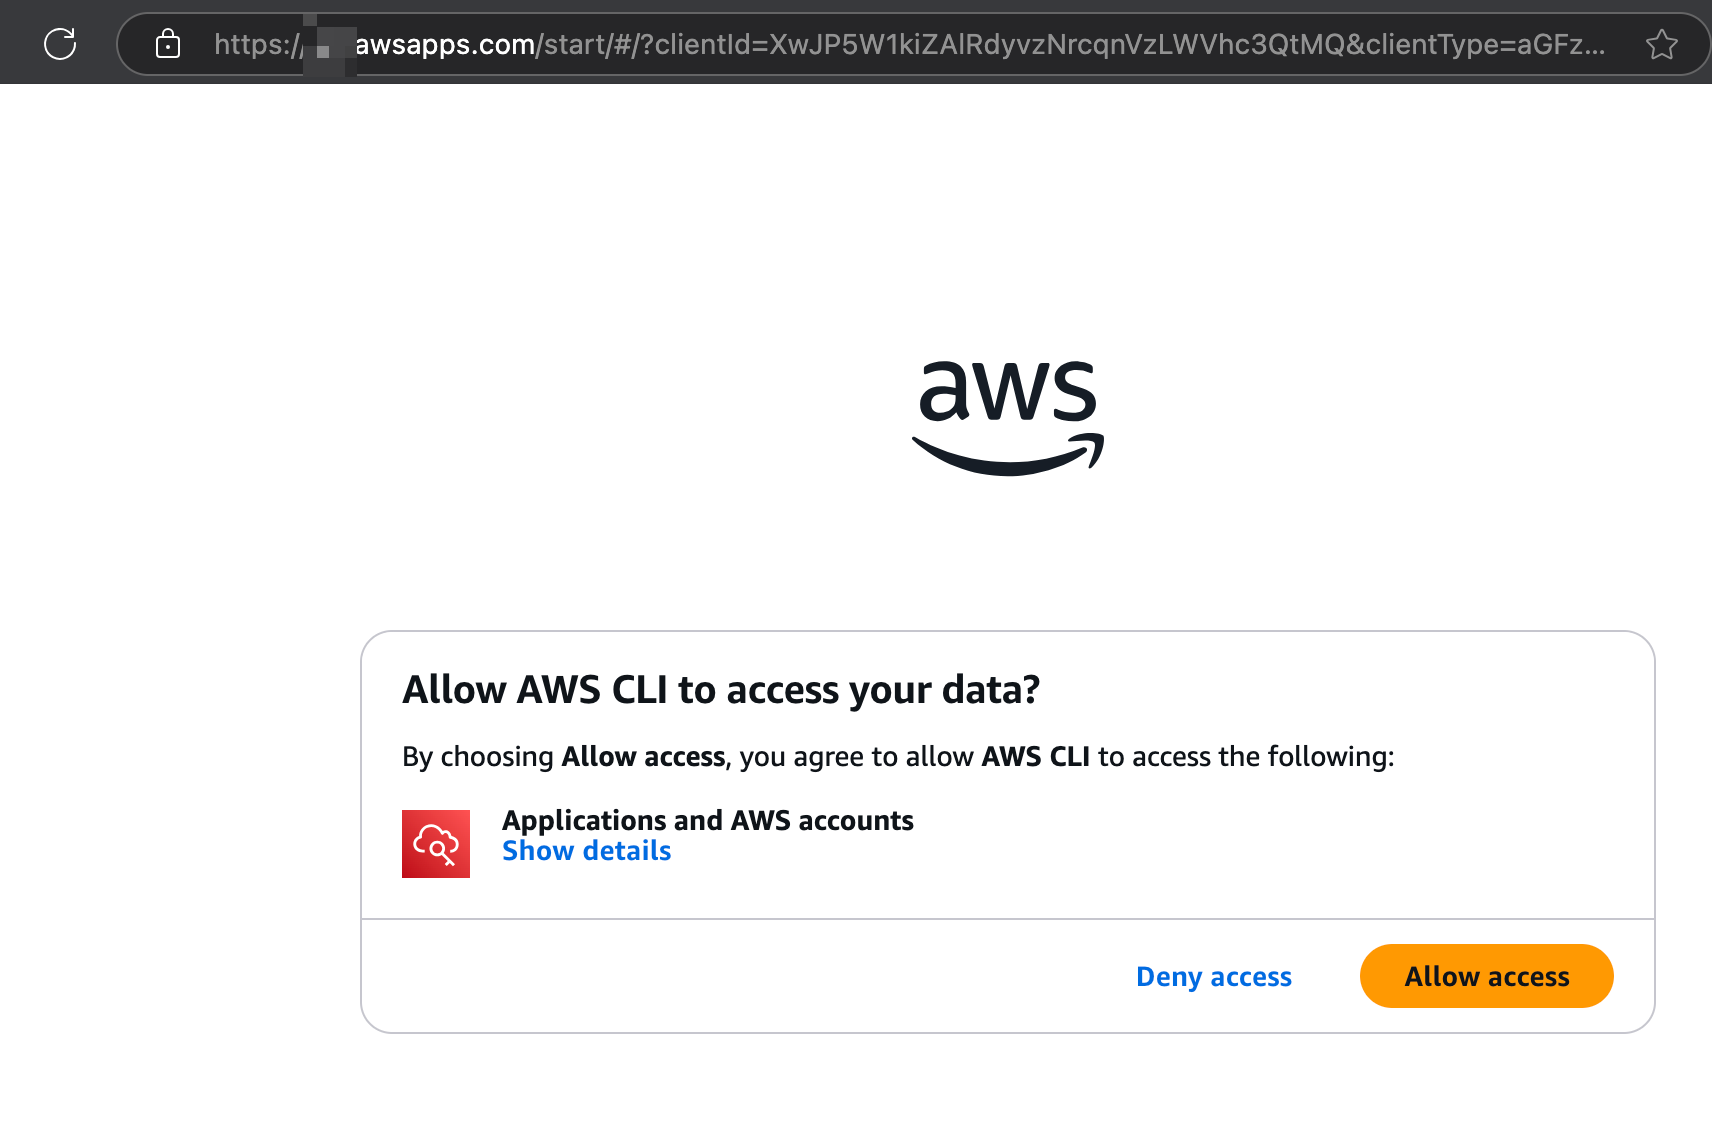 https://awsapps.com/start/#/?clientId=XwJP5W1kiZAlRdyvzNrcqnVzLWVhc3QtMQ&clientType=aGFz...
aws
Allow AWS CLI to access your data?
By choosing Allow access, you agree to allow AWS CLI to access the following:
Applications and AWS accounts
Show details
Deny access
Allow access